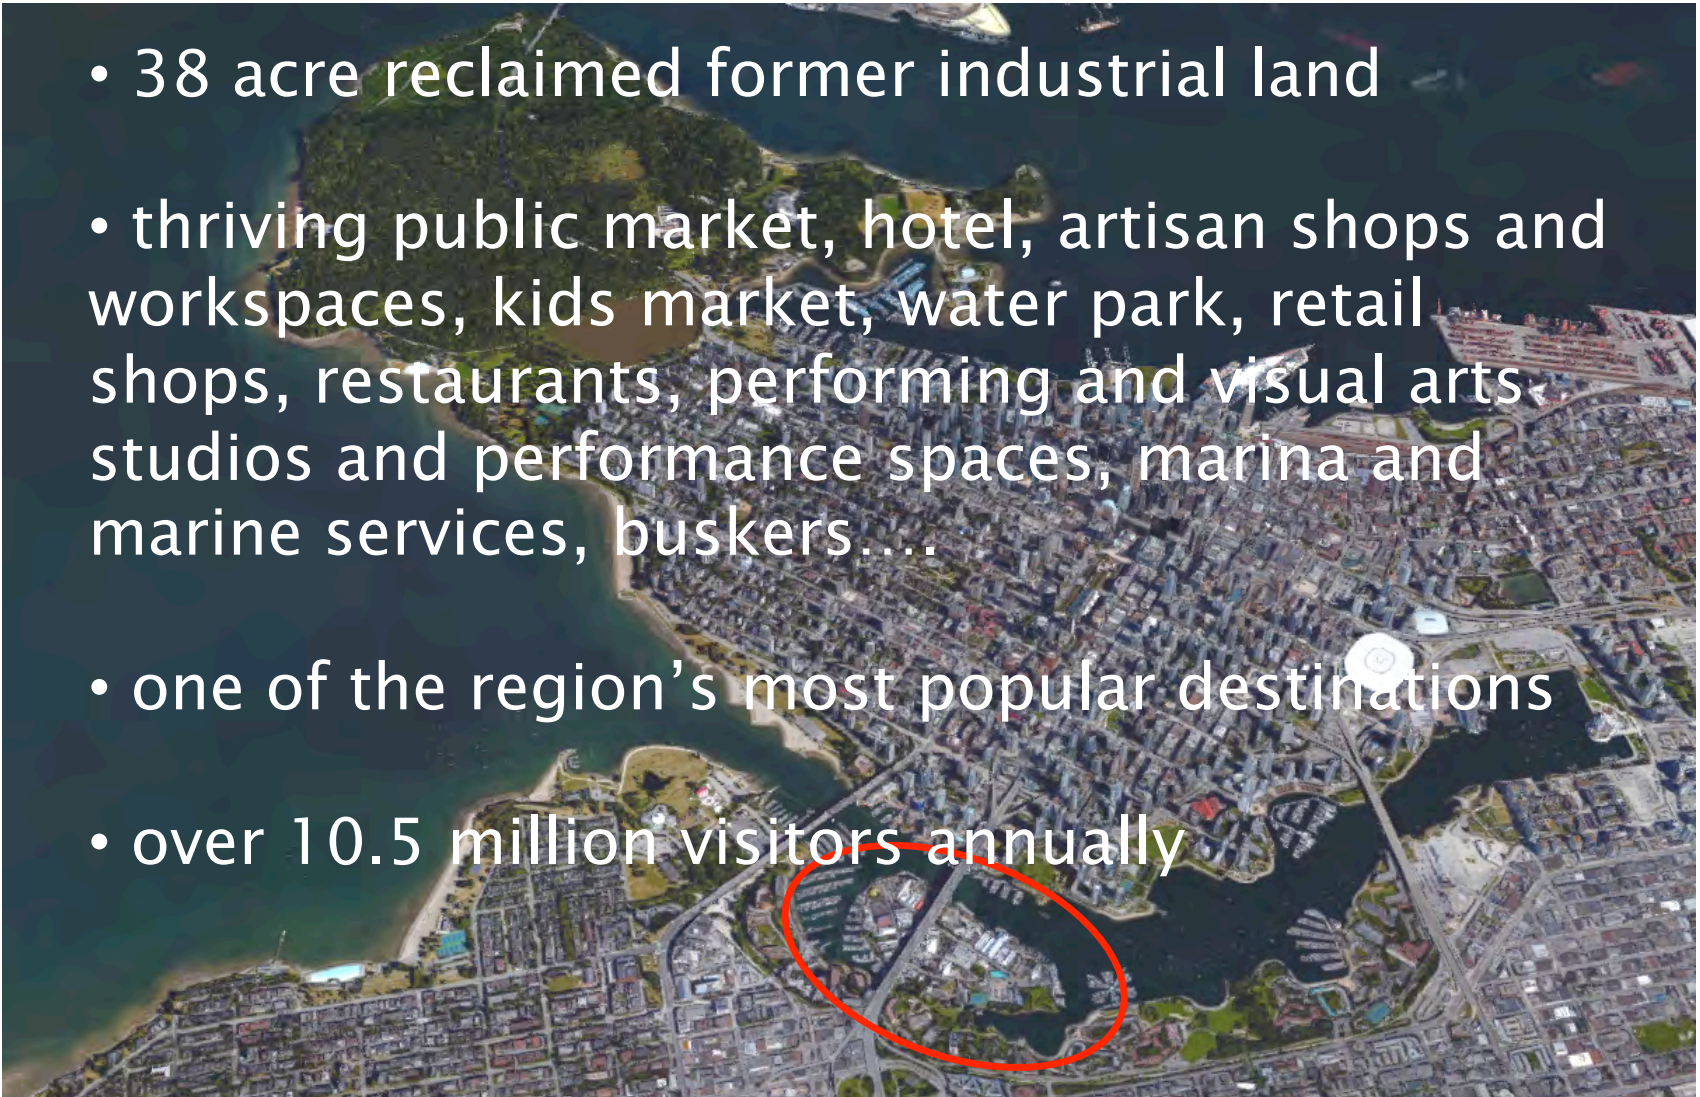 • 38 acre reclaimed former industrial land
• thriving public market, hotel, artisan shops and
workspaces, kids market, water park, retail
shops, restaurants, performing and visual arts
studios and performance spaces, marina and
marine services, buskers….
• one of the region’s most popular destinations
• over 10.5 million visitors annually